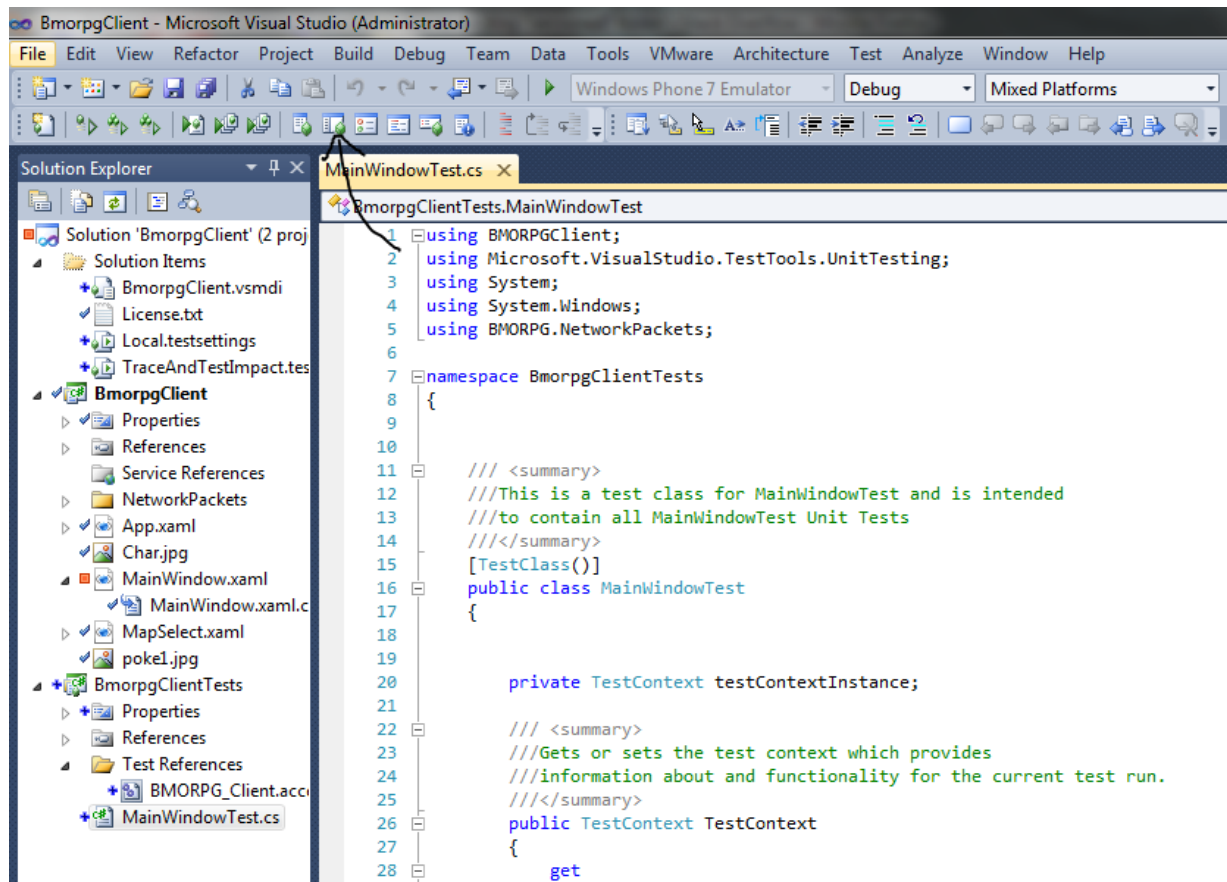 BmorpgClient - Microsoft Visual Studio (Administrator)
File Edit View Refactor Project Build Debug Team Data Tools VMware Architecture Test Analyze Window Help
Windows Phone 7 Emulator Debug Mixed Platforms
Solution Explorer
Solution 'BmorpgClient' (2 proj
Solution Items
BmorpgClient.vsmdi
License.txt
Local.testsettings
TraceAndTestImpact.tes
BmorpgClient
Properties
References
Service References
NetworkPackets
App.xaml
Char.jpg
MainWindow.xaml
MainWindow.xaml.c
MapSelect.xaml
poke1.jpg
BmorpgClientTests
Properties
References
Test References
BMORPG_Client.acce
MainWindowTest.cs
MainWindowTest.cs
BmorpgClientTests.MainWindowTest
1 using BMORPGClient;
2 using Microsoft.VisualStudio.TestTools.UnitTesting;
3 using System;
4 using System.Windows;
5 using BMORPG.NetworkPackets;
6
7 namespace BmorpgClientTests
8 {
9
10
11 /// <summary>
12 ///This is a test class for MainWindowTest and is intended
13 ///to contain all MainWindowTest Unit Tests
14 ///</summary>
15 [TestClass()]
16 public class MainWindowTest
17 {
18
19
20 private TestContext testContextInstance;
21
22 /// <summary>
23 ///Gets or sets the test context which provides
24 ///information about and functionality for the current test run.
25 ///</summary>
26 public TestContext TestContext
27 {
28 get